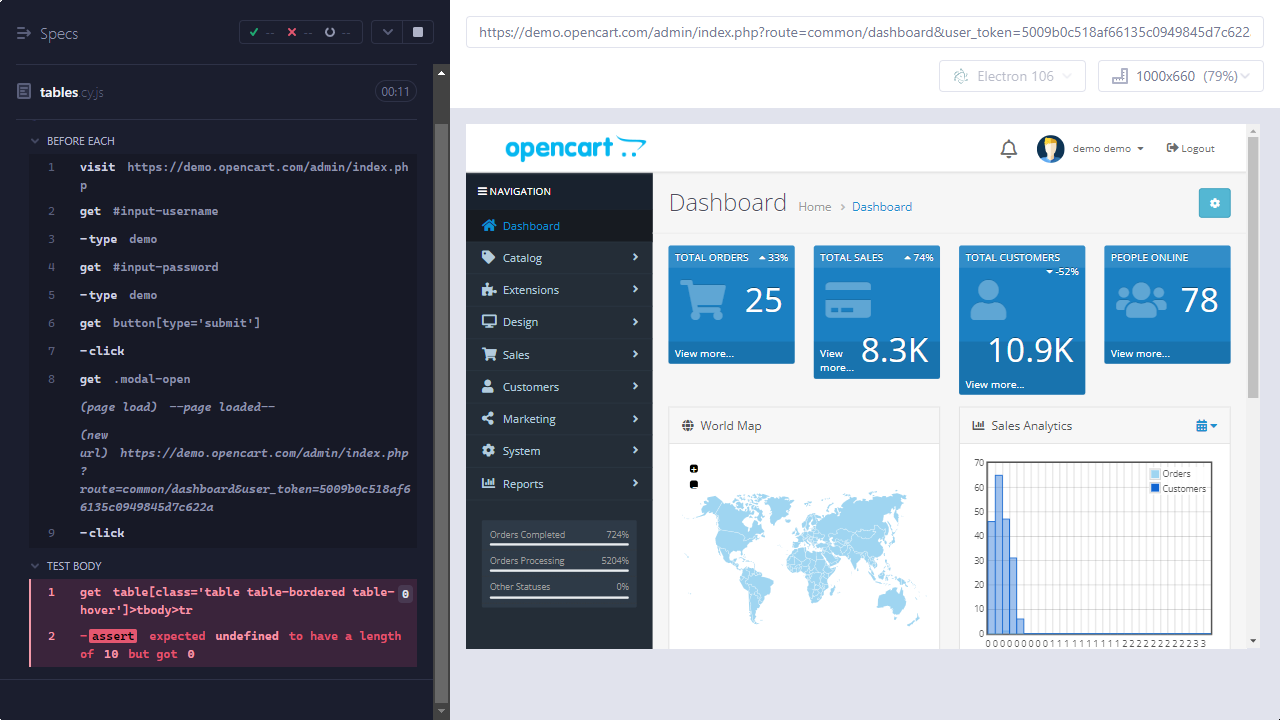 Specs
-- -- --
tables.cy.js
00:11
BEFORE EACH
1 visit https://demo.opencart.com/admin/index.ph
p
2 get #input-username
3 -type demo
4 get #input-password
5 -type demo
6 get button[type='submit']
7 -click
8 get .modal-open
(page load) --page loaded--
(new
url) https://demo.opencart.com/admin/index.php
?
route=common/dashboard&user_token=5009b0c518af6
6135c0949845d7c622a
9 -click
TEST BODY
1 get table[class='table table-bordered table- 0
hover']>tbody>tr
2 -assert expected undefined to have a length
of 10 but got 0
https://demo.opencart.com/admin/index.php?route=common/dashboard&user_token=5009b0c518af66135c0949845d7c622
Electron 106
1000x660 (79%)
opencart
demo demo
Logout
NAVIGATION
Dashboard
Catalog
Extensions
Design
Sales
Customers
Marketing
System
Reports
Orders Completed 724%
Orders Processing 5204%
Other Statuses 0%
Dashboard Home > Dashboard
TOTAL ORDERS 33%
25
View more...
TOTAL SALES 74%
8.3K
View
more...
TOTAL CUSTOMERS
-52%
10.9K
View more...
PEOPLE ONLINE
78
View more...
World Map
+
Sales Analytics
Orders
Customers
70
60
50
40
30
20
10
0
0 0 0 0 0 0 0 0 0 1 1 1 1 1 1 1 1 1 1 2 2 2 2 2 2 2 2 2 2 3 3